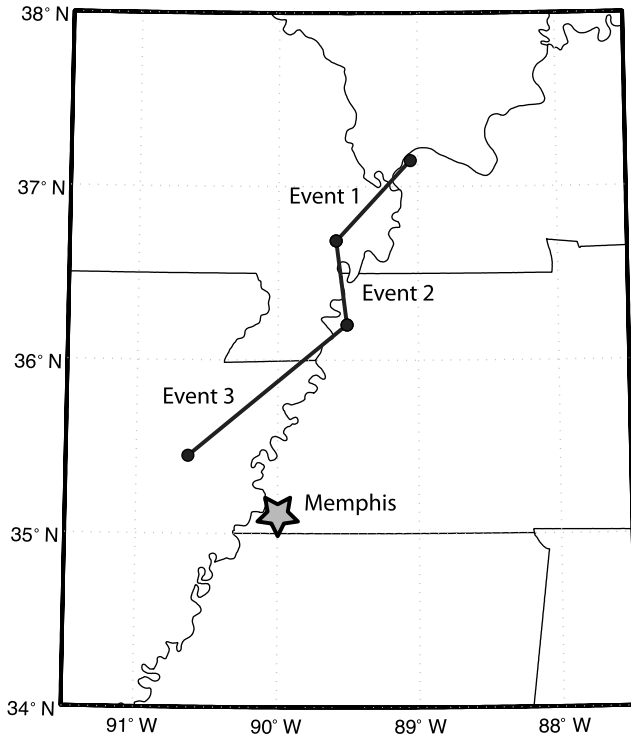 38° N
37° N
Event 1
Event 2
36° N
Event 3
Memphis
35° N
34° N
91° W 90° W 89° W 88° W